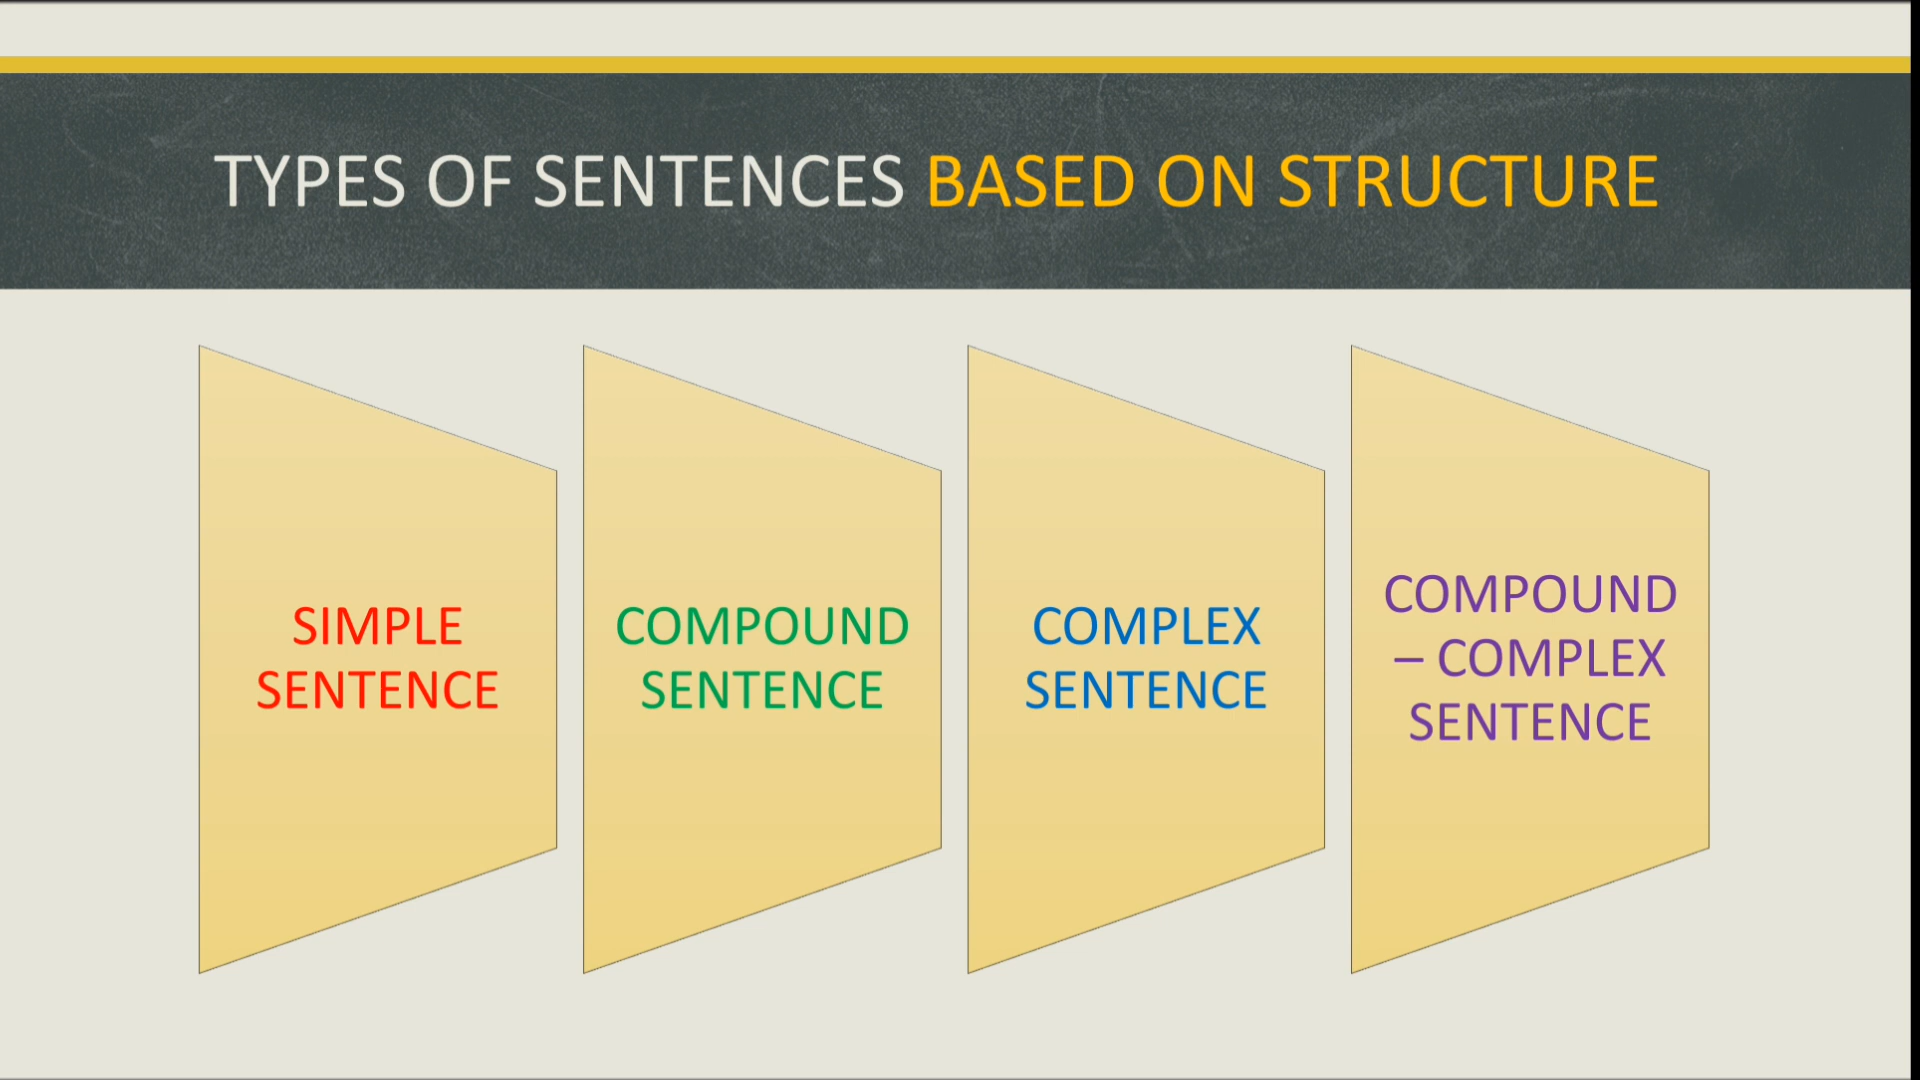 TYPES OF SENTENCES BASED ON STRUCTURE
SIMPLE
SENTENCE
COMPOUND
SENTENCE
COMPLEX
SENTENCE
COMPOUND
– COMPLEX
SENTENCE